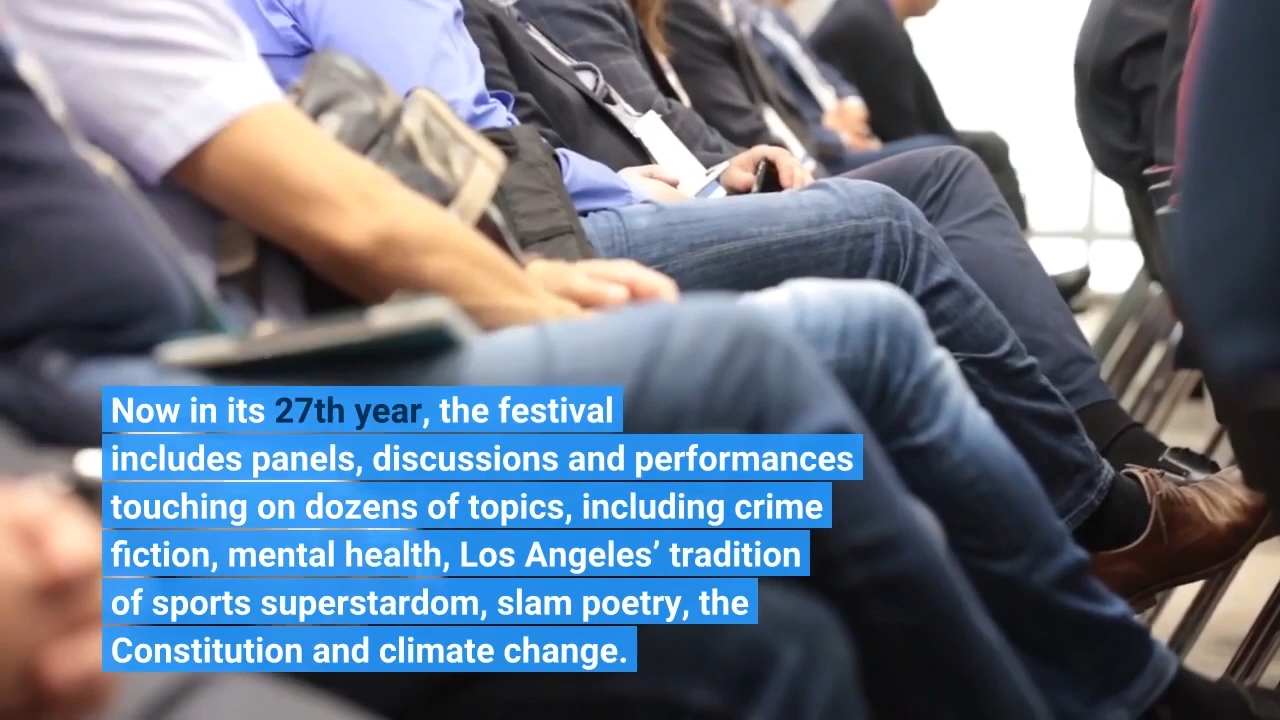 Now in its 27th year, the festival
includes panels, discussions and performances
touching on dozens of topics, including crime
fiction, mental health, Los Angeles’ tradition
of sports superstardom, slam poetry, the
Constitution and climate change.